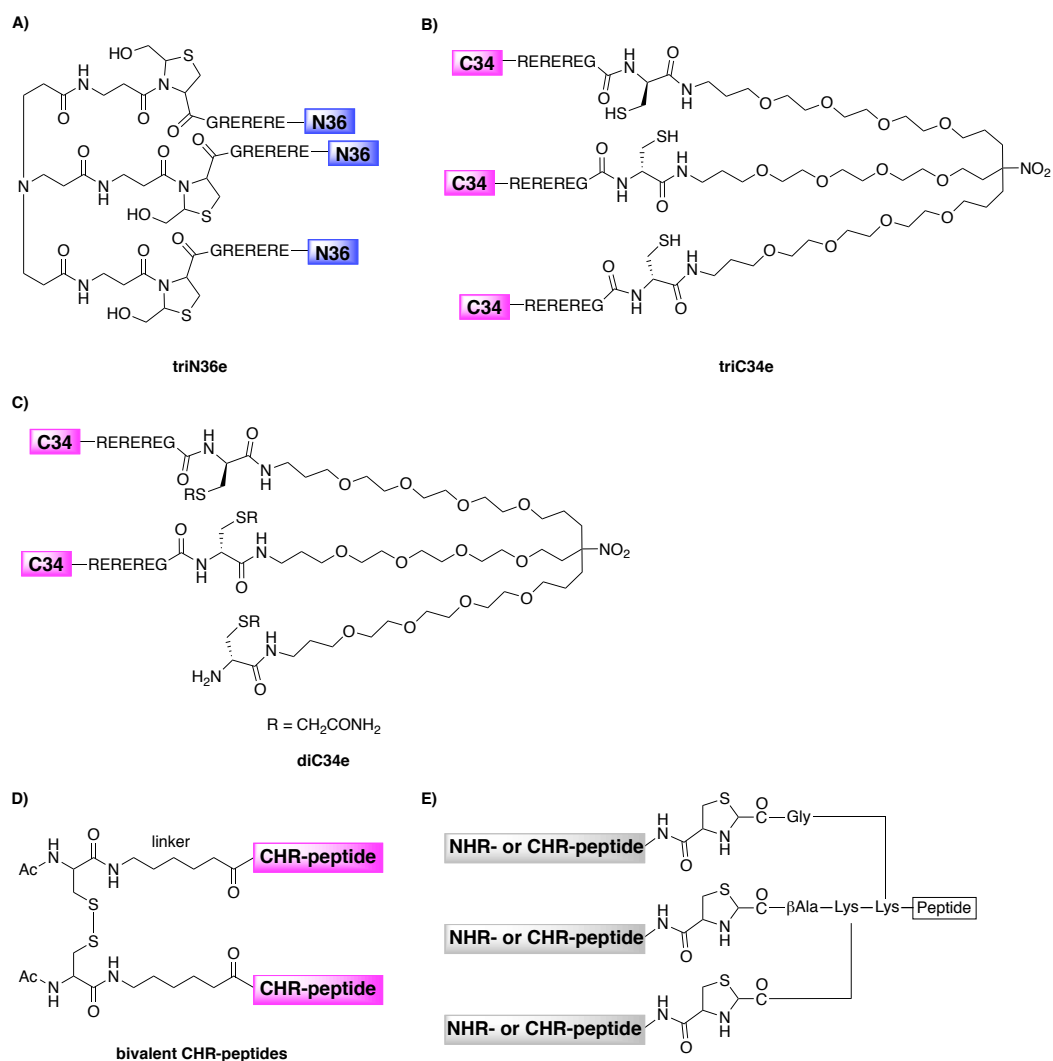 A)
HO
S
H
N
N
O
O
O
GRERERE
N36
O
GRERERE
N36
N
O
N
H
O
N
S
HO
O
O
O
GRERERE
N36
N
H
N
HO
S
triN36e
B)
C34
REREREG
H
N
O
O
HS
N
H
O
O
O
O
SH
C34
REREREG
O
N
H
H
N
O
O
O
O
O
NO2
SH
C34
REREREG
O
N
H
H
N
O
O
O
O
O
triC34e
C)
C34
REREREG
H
N
O
O
RS
N
H
O
O
O
O
SR
C34
REREREG
O
N
H
H
N
O
O
O
O
O
NO2
SR
H2N
O
H
N
O
O
O
O
R = CH2CONH2
diC34e
D)
H
N
Ac
O
N
H
linker
O
CHR-peptide
S
S
Ac
N
H
O
H
N
O
CHR-peptide
bivalent CHR-peptides
E)
NHR- or CHR-peptide
H
N
O
S
NH
O
C
Gly
NHR- or CHR-peptide
H
N
O
S
NH
O
C
βAla
Lys
Lys
Peptide
NHR- or CHR-peptide
H
N
O
S
NH
O
C